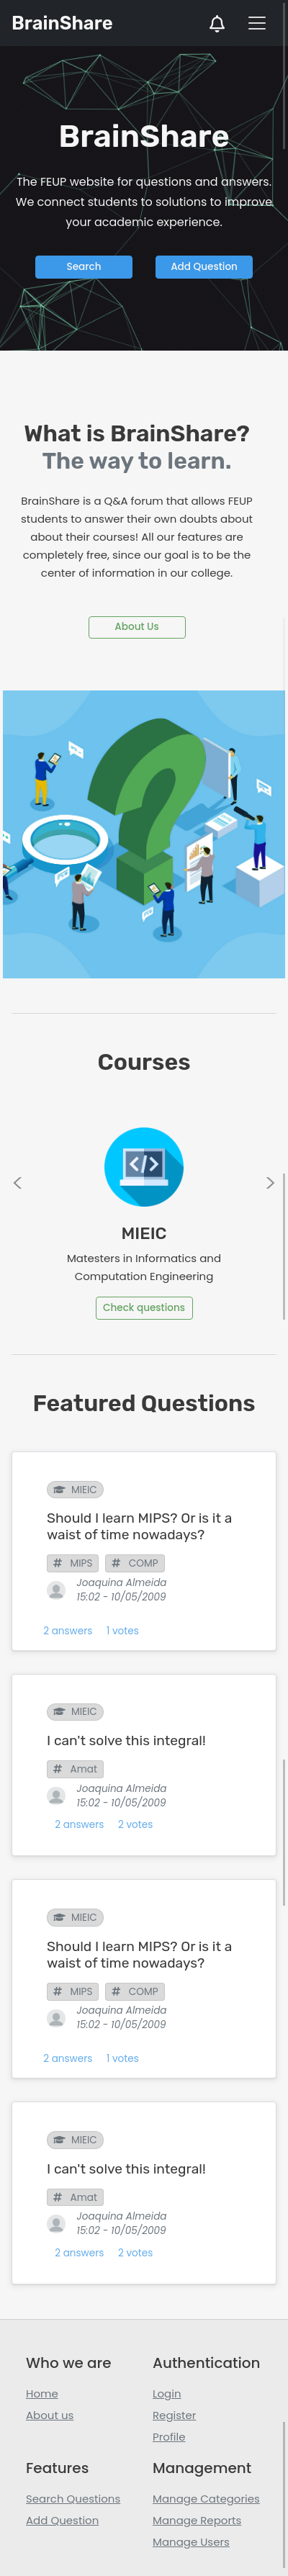 BrainShare
BrainShare
The FEUP website for questions and answers.
We connect students to solutions to improve
your academic experience.
Search
Add Question
What is BrainShare?
The way to learn.
BrainShare is a Q&A forum that allows FEUP
students to answer their own doubts about
about their courses! All our features are
completely free, since our goal is to be the
center of information in our college.
About Us
Courses
MIEIC
Matesters in Informatics and
Computation Engineering
Check questions
Featured Questions
MIEIC
Should I learn MIPS? Or is it a
waist of time nowadays?
# MIPS # COMP
Joaquina Almeida
15:02 - 10/05/2009
2 answers 1 votes
MIEIC
I can't solve this integral!
# Amat
Joaquina Almeida
15:02 - 10/05/2009
2 answers 2 votes
MIEIC
Should I learn MIPS? Or is it a
waist of time nowadays?
# MIPS # COMP
Joaquina Almeida
15:02 - 10/05/2009
2 answers 1 votes
MIEIC
I can't solve this integral!
# Amat
Joaquina Almeida
15:02 - 10/05/2009
2 answers 2 votes
Who we are
Home
About us
Authentication
Login
Register
Profile
Features
Search Questions
Add Question
Management
Manage Categories
Manage Reports
Manage Users